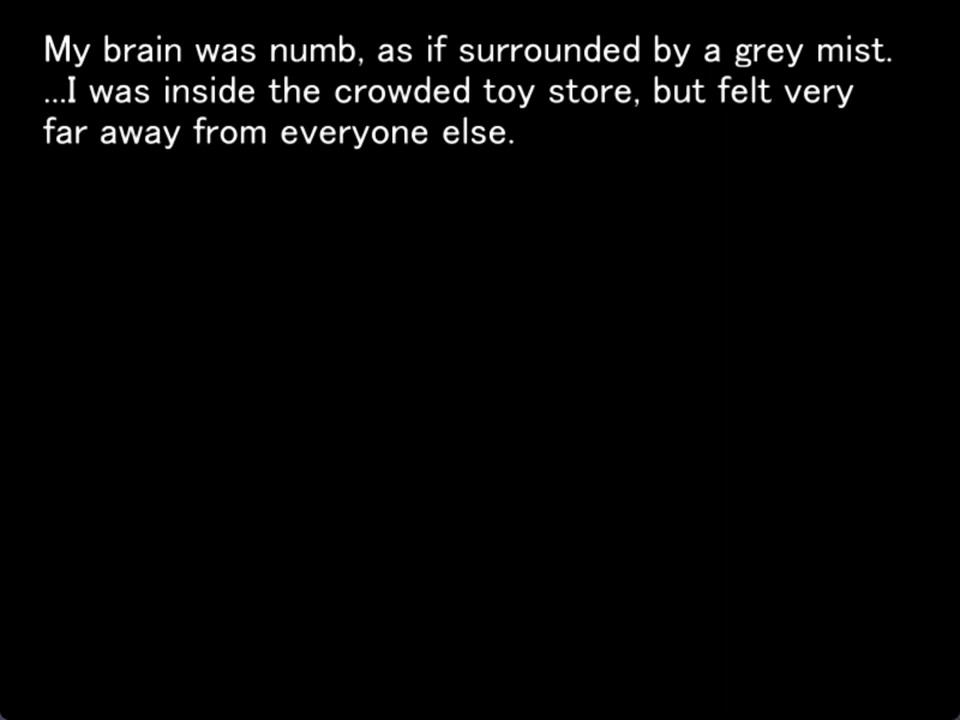 My brain was numb, as if surrounded by a grey mist.
...I was inside the crowded toy store, but felt very
far away from everyone else.